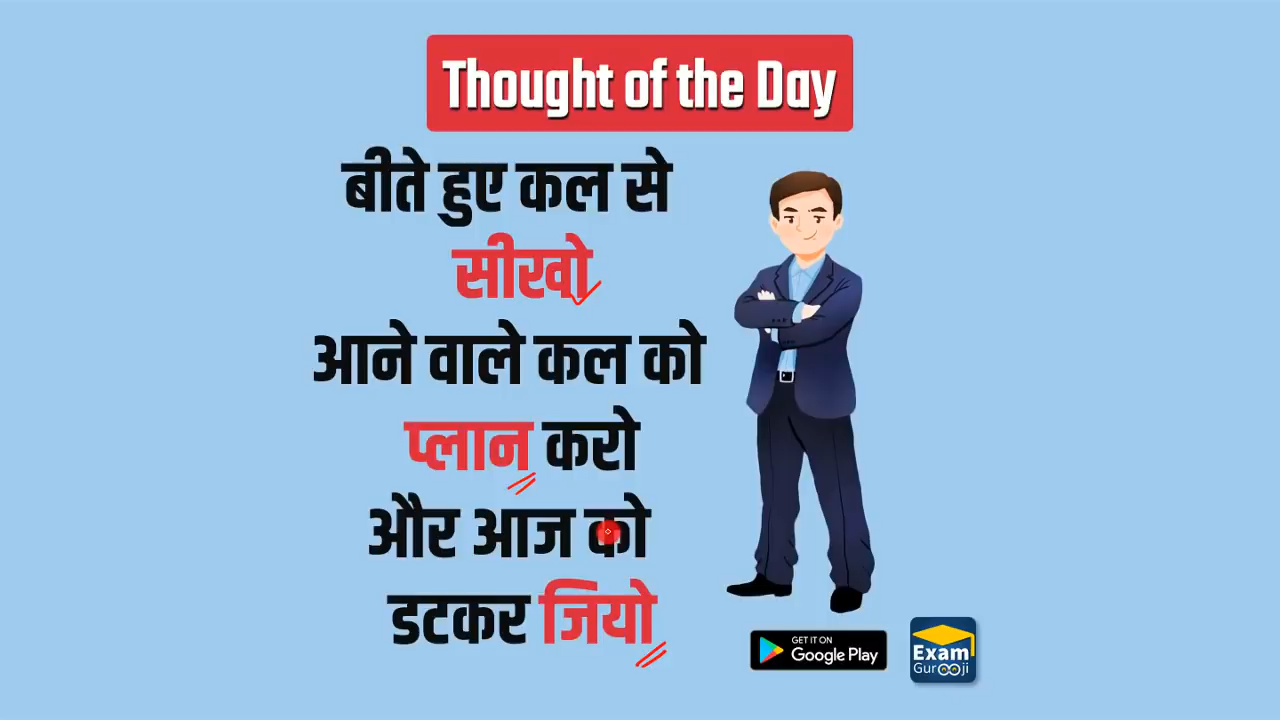 Thought of the Day
बीते हुए कल से
सीखो
आने वाले कल को
प्लान करो
और आज को
डटकर जियो
GET IT ON
Google Play
Exam
Gurooji